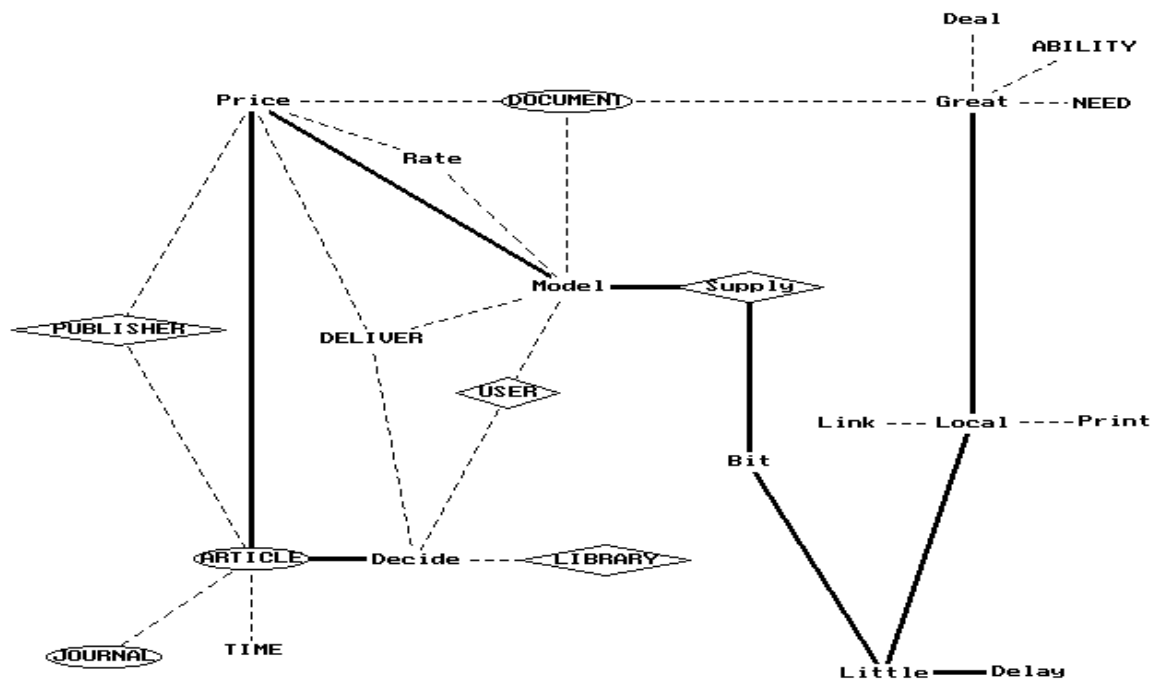 Deal
ABILITY
Price
DOCUMENT
Great
NEED
Rate
Model
Supply
PUBLISHER
DELIVER
USER
Link
Local
Print
Bit
ARTICLE
Decide
LIBRARY
JOURNAL
TIME
Little
Delay